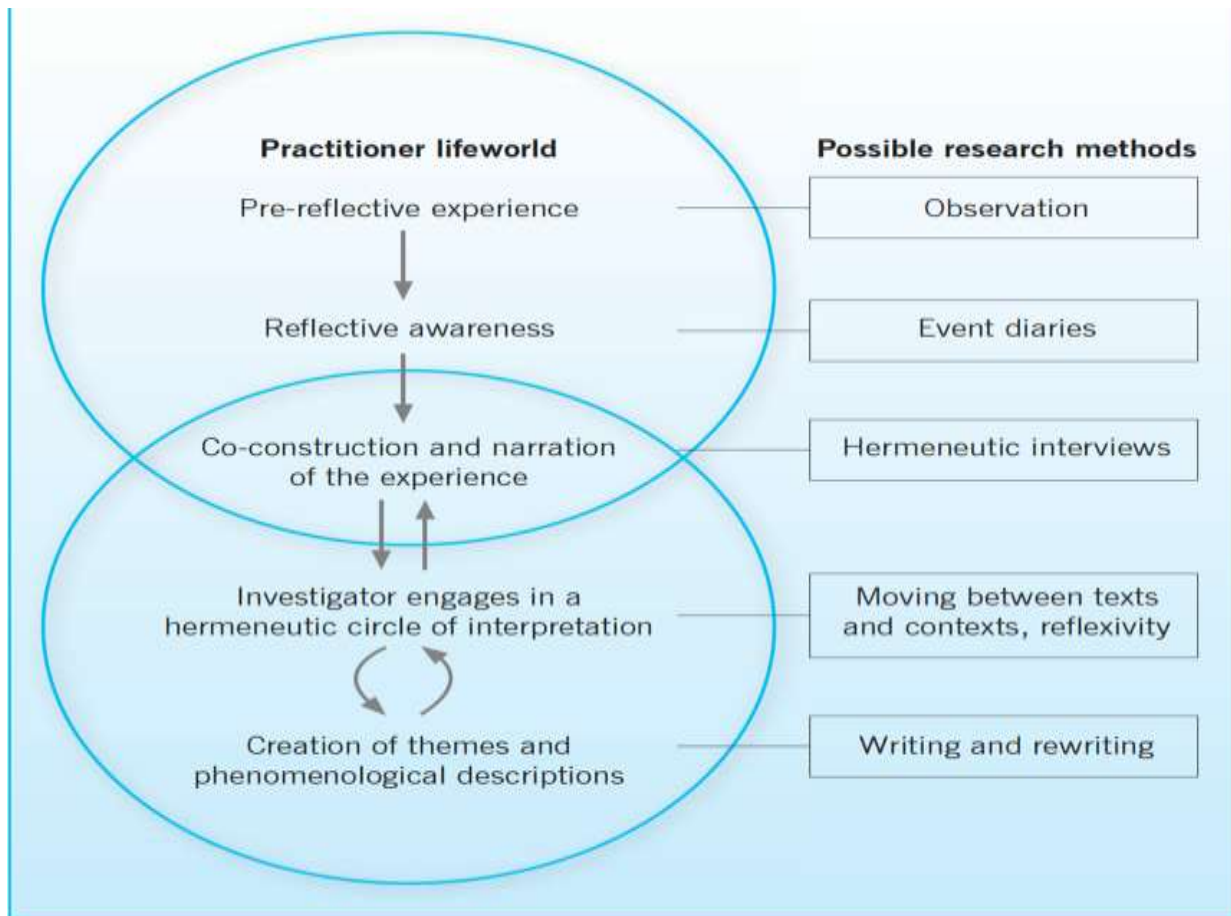 Practitioner lifeworld
Possible research methods
Pre-reflective experience
Observation
Reflective awareness
Event diaries
Co-construction and narration
of the experience
Hermeneutic interviews
Investigator engages in a
hermeneutic circle of interpretation
Moving between texts
and contexts, reflexivity
Creation of themes and
phenomenological descriptions
Writing and rewriting